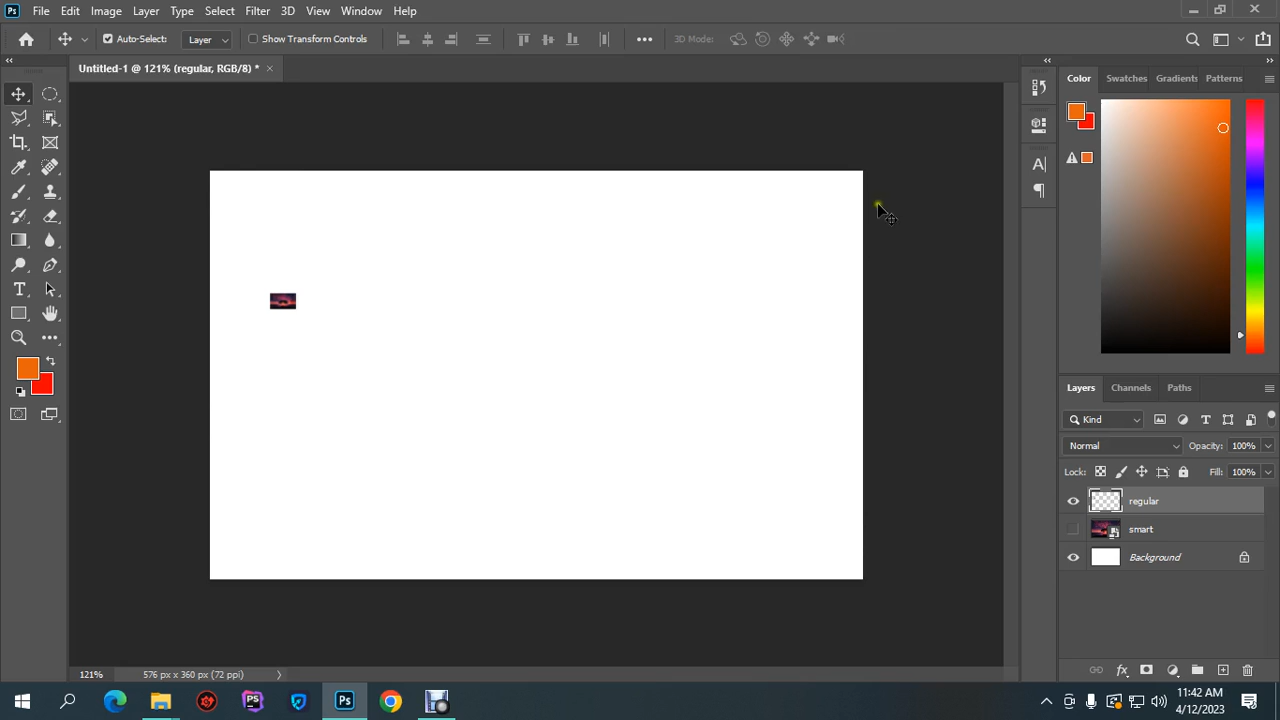 Ps File Edit Image Layer Type Select Filter 3D View Window Help
Auto-Select: Layer Show Transform Controls 3D Mode:
Untitled-1 @ 121% (regular, RGB/8) *
Color Swatches Gradients Patterns
Layers Channels Paths
Kind
Normal Opacity: 100%
Lock: Fill: 100%
regular
smart
Background
121% 576 px x 360 px (72 ppi)
PS Ps
11:42 AM
4/12/2023